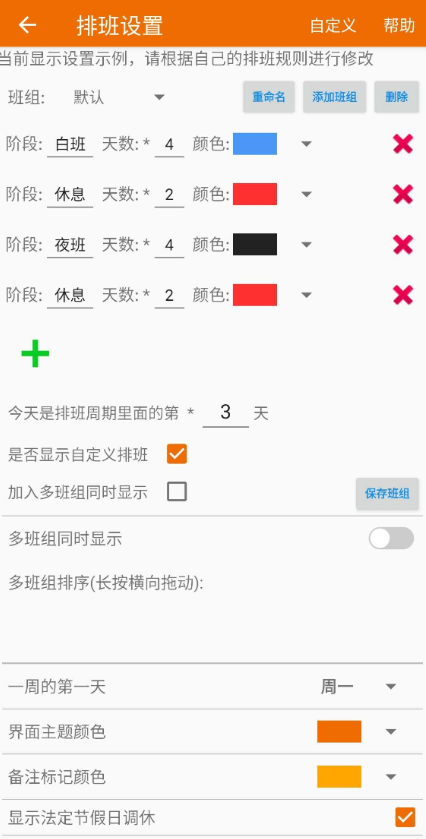 排班设置 自定义 帮助
当前显示设置示例，请根据自己的排班规则进行修改
班组: 默认 重命名 添加班组 删除
阶段: 白班 天数: * 4 颜色:
阶段: 休息 天数: * 2 颜色:
阶段: 夜班 天数: * 4 颜色:
阶段: 休息 天数: * 2 颜色:
今天是排班周期里面的第 * 3 天
是否显示自定义排班
加入多班组同时显示 保存班组
多班组同时显示
多班组排序(长按横向拖动):
一周的第一天 周一
界面主题颜色
备注标记颜色
显示法定节假日调休